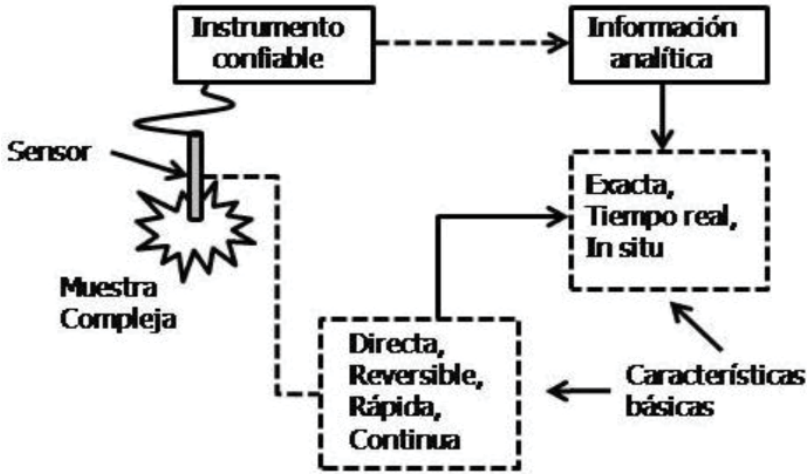 Instrumento
confiable
Información
analítica
Sensor
Exacta,
Tiempo real,
In situ
Muestra
Compleja
Directa,
Reversible,
Rápida,
Continua
Características
básicas